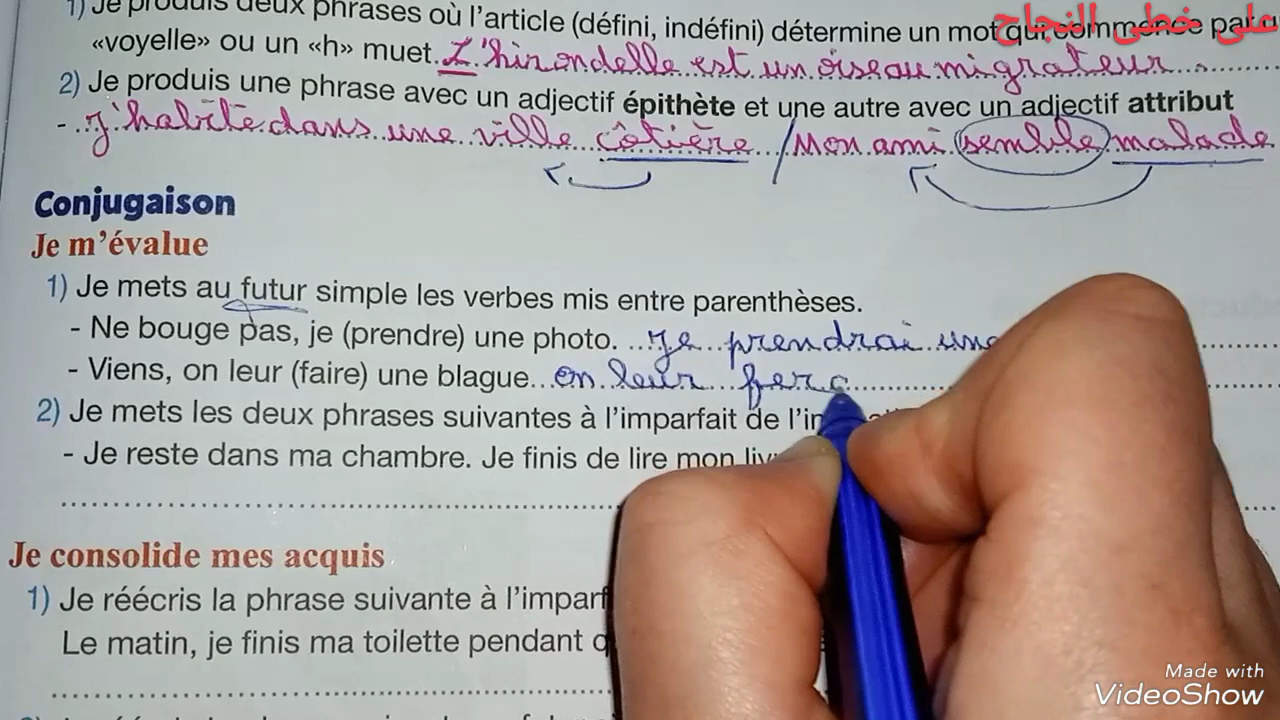 على خطى النجاح
1) Je produis deux phrases où l'article (défini, indéfini) détermine un mot qui commence par
«voyelle» ou un «h» muet. L'hirondelle est un oiseau migrateur
2) Je produis une phrase avec un adjectif épithète et une autre avec un adjectif attribut
- J'habite dans une ville côtière / Mon ami semble malade
Conjugaison
Je m'évalue
1) Je mets au futur simple les verbes mis entre parenthèses.
- Ne bouge pas, je (prendre) une photo. Je prendrai une
- Viens, on leur (faire) une blague. on leur fera
2) Je mets les deux phrases suivantes à l'imparfait de l'in
- Je reste dans ma chambre. Je finis de lire mon liv
Je consolide mes acquis
1) Je réécris la phrase suivante à l'imparf
Le matin, je finis ma toilette pendant q
Made with
VideoShow